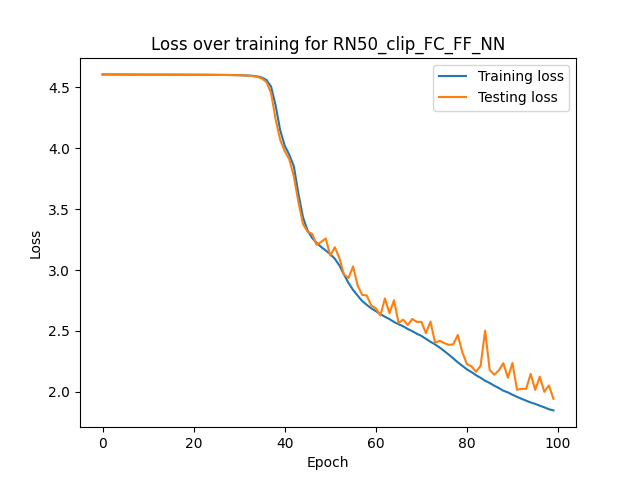 Loss over training for RN50_clip_FC_FF_NN
Training loss
Testing loss
Loss
4.5
4.0
3.5
3.0
2.5
2.0
0 20 40 60 80 100
Epoch